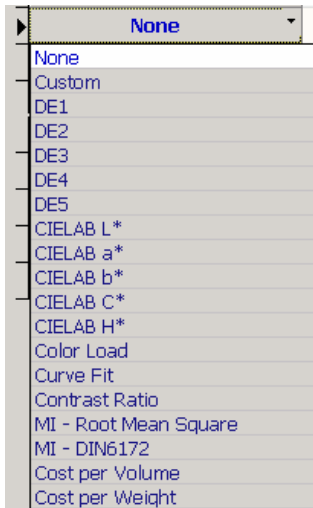 None
None
Custom
DE1
DE2
DE3
DE4
DE5
CIELAB L*
CIELAB a*
CIELAB b*
CIELAB C*
CIELAB H*
Color Load
Curve Fit
Contrast Ratio
MI - Root Mean Square
MI - DIN6172
Cost per Volume
Cost per Weight